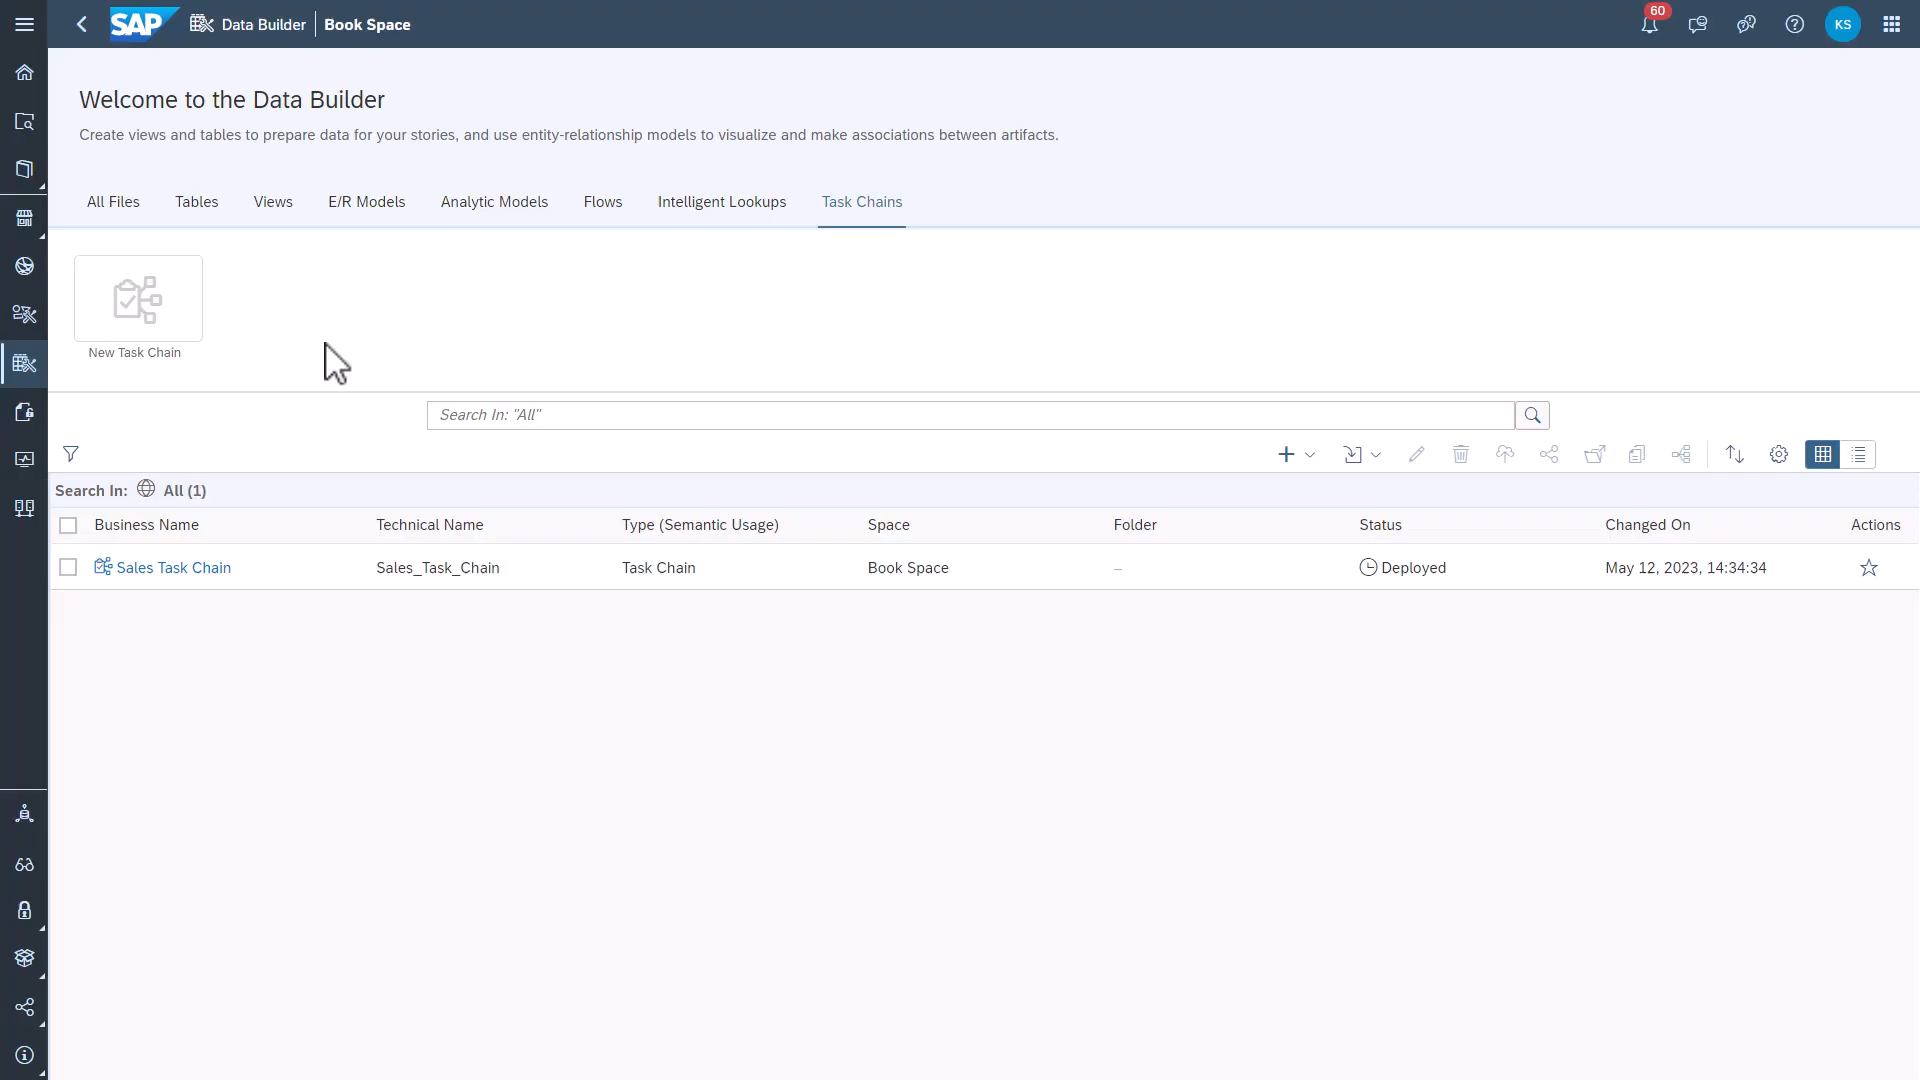 SAP Data Builder Book Space 60 KS
Welcome to the Data Builder
Create views and tables to prepare data for your stories, and use entity-relationship models to visualize and make associations between artifacts.
All Files Tables Views E/R Models Analytic Models Flows Intelligent Lookups Task Chains
New Task Chain
Search In: "All"
Search In: All (1)
Business Name Technical Name Type (Semantic Usage) Space Folder Status Changed On Actions
Sales Task Chain Sales_Task_Chain Task Chain Book Space – Deployed May 12, 2023, 14:34:34